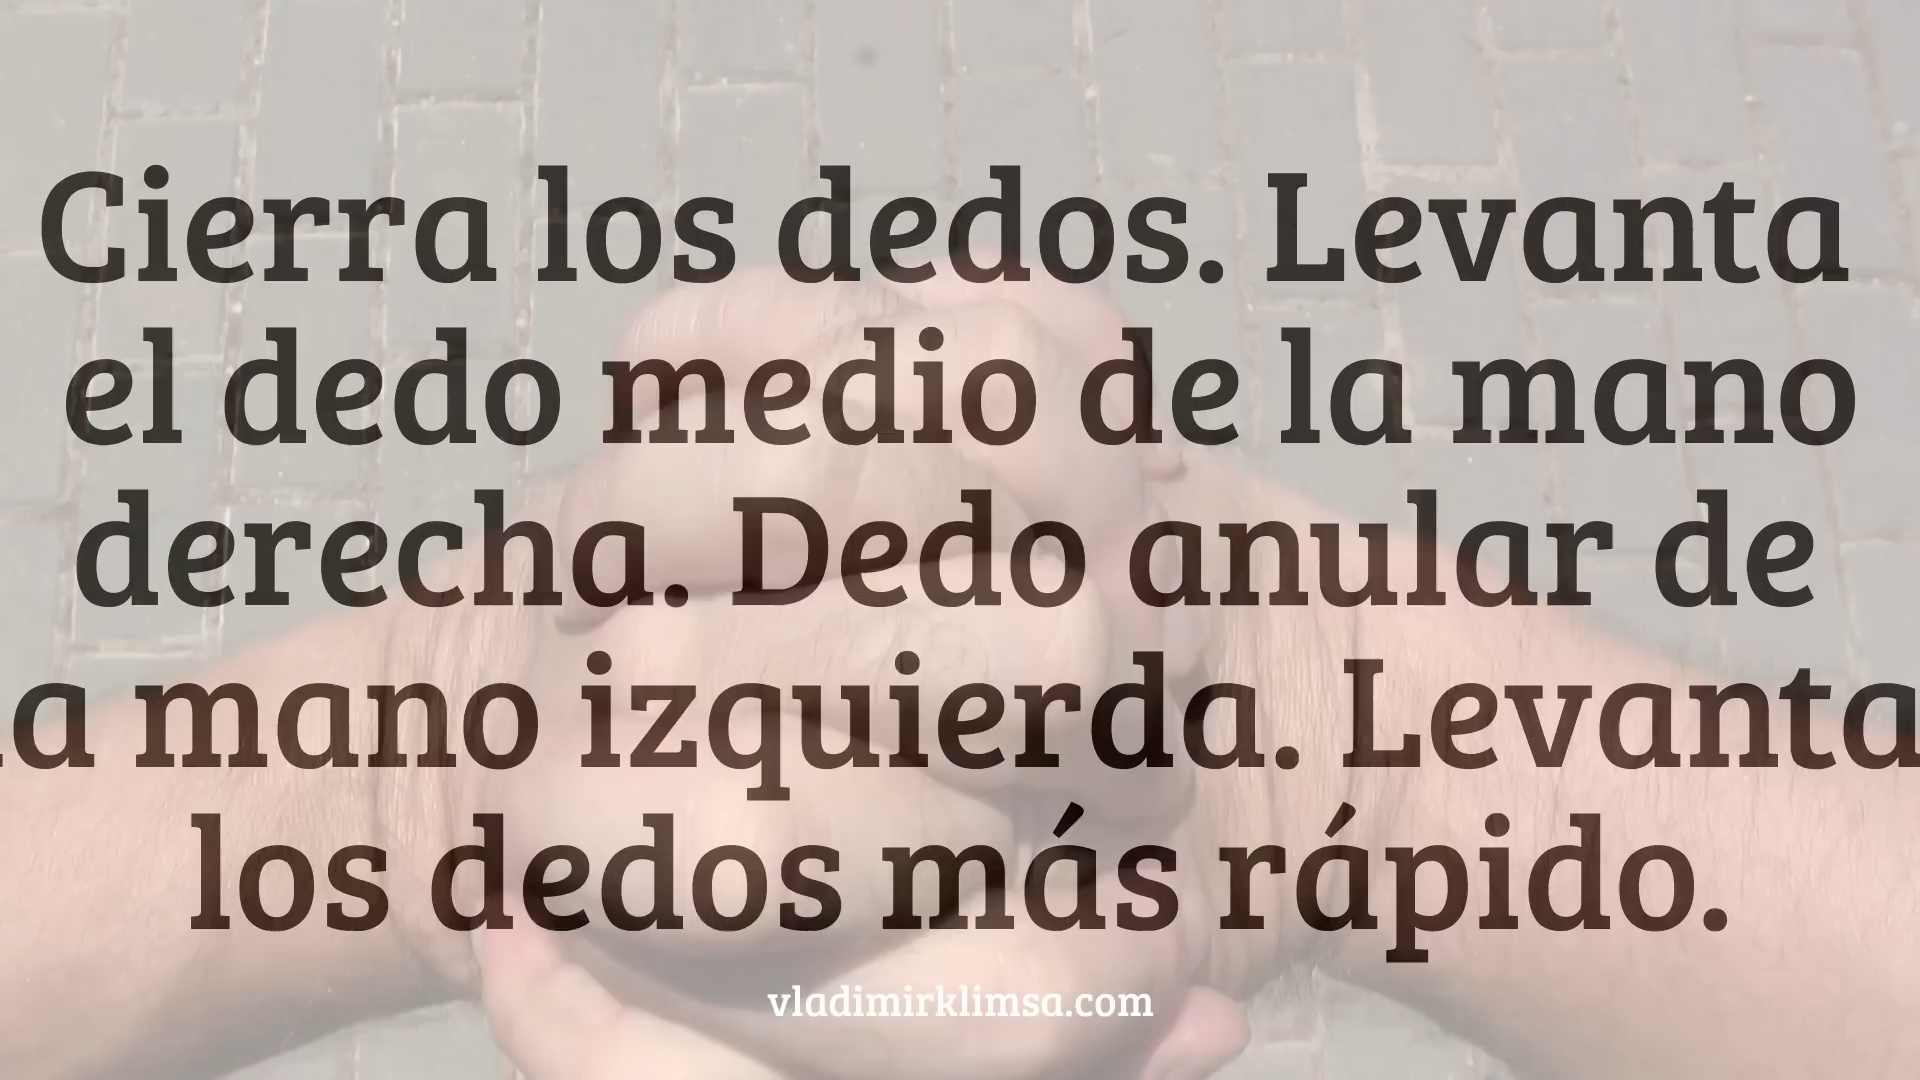 Cierra los dedos. Levanta
el dedo medio de la mano
derecha. Dedo anular de
la mano izquierda. Levanta
los dedos más rápido.
vladimirklimsa.com